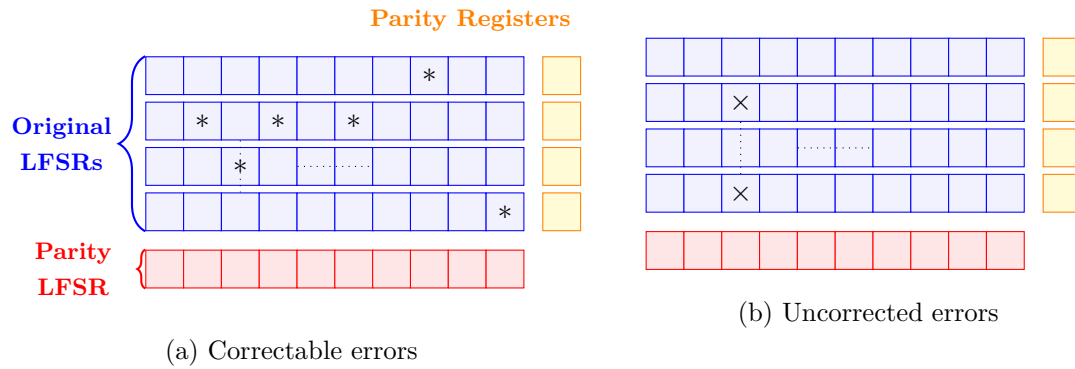 Parity Registers
Original
LFSRs
*
* * *
*
*
Parity
LFSR
(a) Correctable errors
×
×
(b) Uncorrected errors